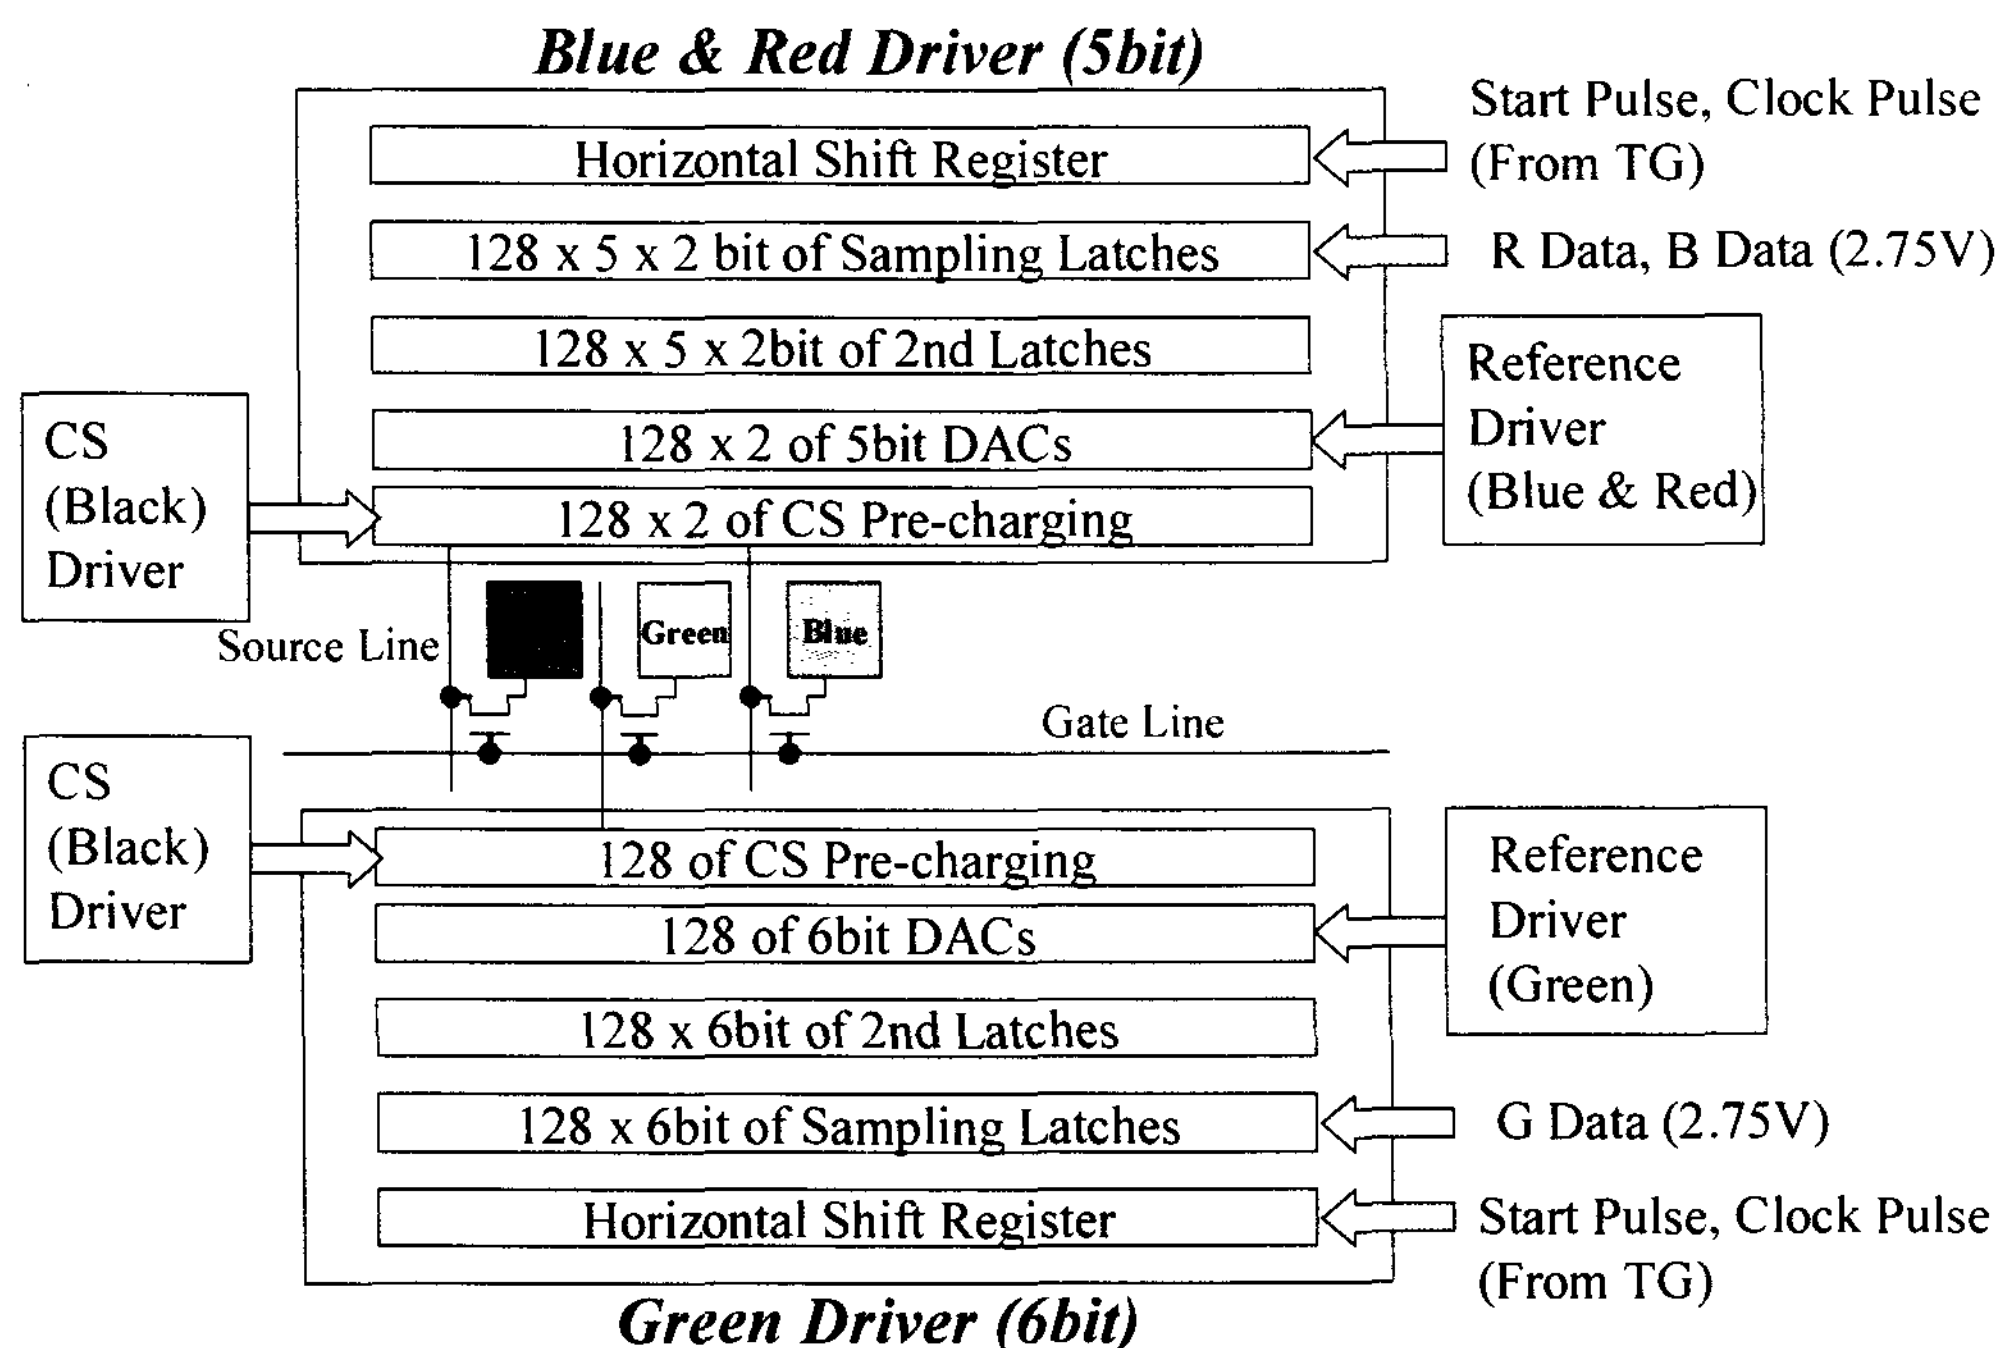 Blue & Red Driver (5bit)
Start Pulse, Clock Pulse
(From TG)
Horizontal Shift Register
128 x 5 x 2 bit of Sampling Latches
R Data, B Data (2.75V)
128 x 5 x 2bit of 2nd Latches
Reference
Driver
(Blue & Red)
128 x 2 of 5bit DACs
CS
(Black)
Driver
128 x 2 of CS Pre-charging
Source Line
Green
Blue
Gate Line
CS
(Black)
Driver
128 of CS Pre-charging
128 of 6bit DACs
Reference
Driver
(Green)
128 x 6bit of 2nd Latches
128 x 6bit of Sampling Latches
G Data (2.75V)
Horizontal Shift Register
Start Pulse, Clock Pulse
(From TG)
Green Driver (6bit)